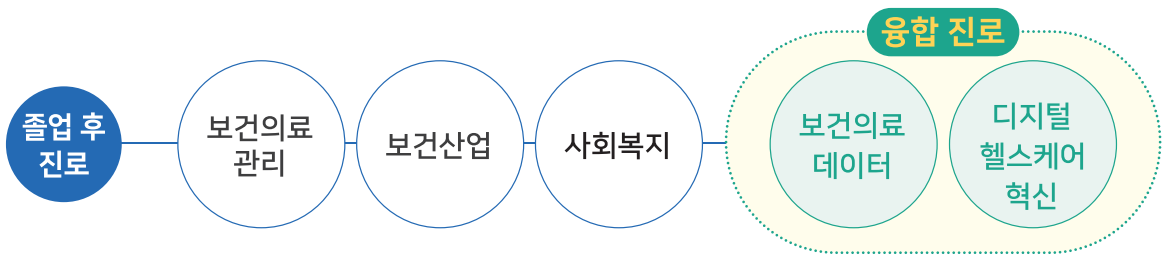 융합 진로
졸업 후
진로
보건의료
관리
보건산업
사회복지
보건의료
데이터
디지털
헬스케어
혁신